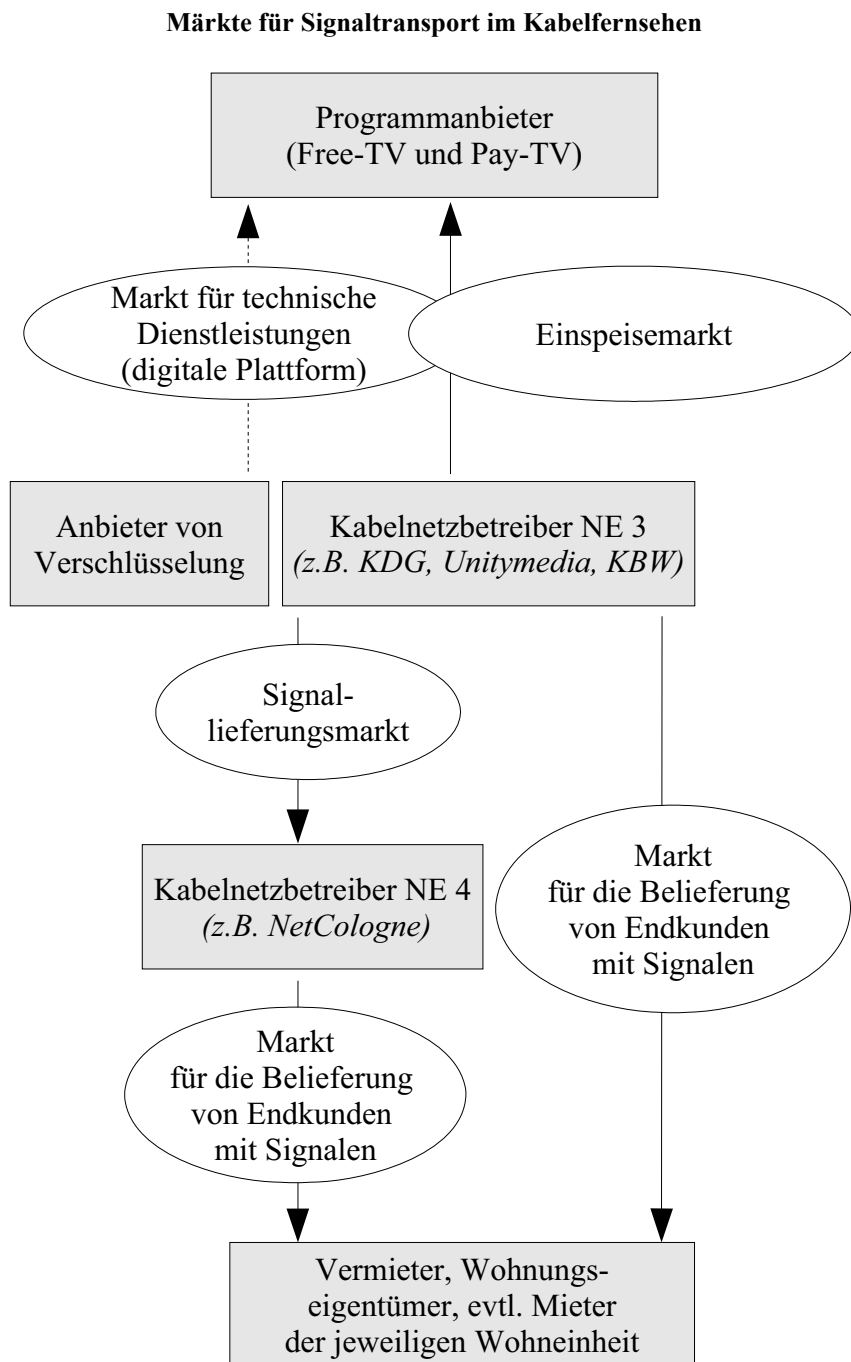 Märkte für Signaltransport im Kabelfernsehen
Programmanbieter
(Free-TV und Pay-TV)
Markt für technische
Dienstleistungen
(digitale Plattform)
Einspeisemarkt
Anbieter von
Verschlüsselung
Kabelnetzbetreiber NE 3
(z.B. KDG, Unitymedia, KBW)
Signal-
lieferungsmarkt
Kabelnetzbetreiber NE 4
(z.B. NetCologne)
Markt
für die Belieferung
von Endkunden
mit Signalen
Markt
für die Belieferung
von Endkunden
mit Signalen
Vermieter, Wohnungs-
eigentümer, evtl. Mieter
der jeweiligen Wohneinheit